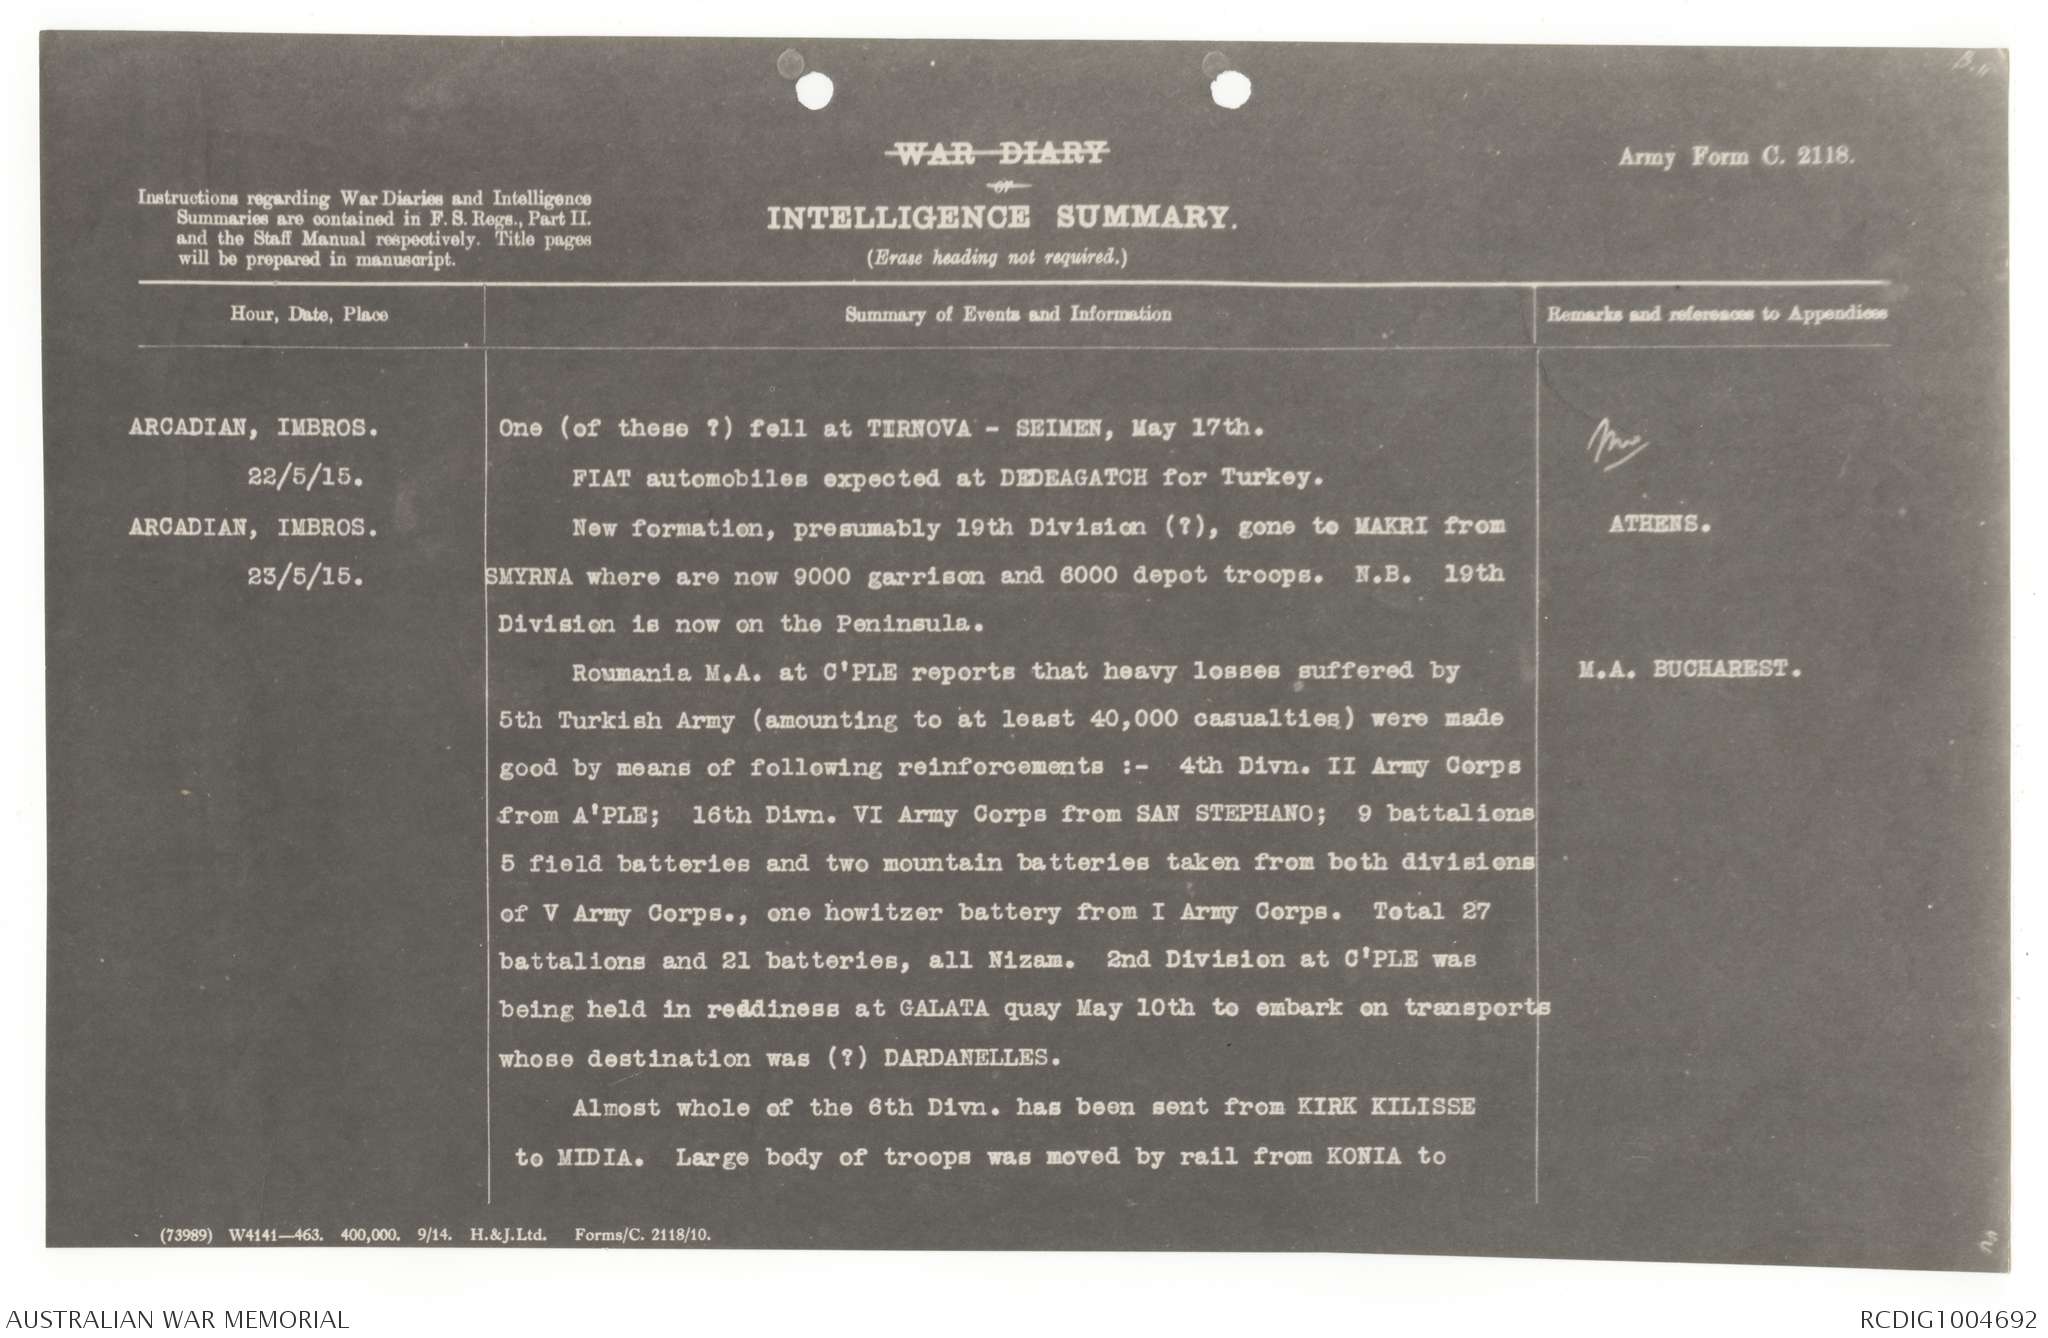 WAR DIARY
or
INTELLIGENCE SUMMARY.
(Erase heading not required.)
Army Form C. 2118.
Instructions regarding War Diaries and Intelligence
Summaries are contained in F. S. Regs., Part II.
and the Staff Manual respectively. Title pages
will be prepared in manuscript.
Hour, Date, Place
Summary of Events and Information
Remarks and references to Appendices
ARCADIAN, IMBROS.
22/5/15.
One (of these ?) fell at TIRNOVA - SEIMEN, May 17th.
FIAT automobiles expected at DEDEAGATCH for Turkey.
ARCADIAN, IMBROS.
23/5/15.
New formation, presumably 19th Division (?), gone to MAKRI from
ATHENS.
SMYRNA where are now 9000 garrison and 6000 depot troops. N.B. 19th
Division is now on the Peninsula.
Roumania M.A. at C'PLE reports that heavy losses suffered by
M.A. BUCHAREST.
5th Turkish Army (amounting to at least 40,000 casualties) were made
good by means of following reinforcements :- 4th Divn. II Army Corps
from A'PLE; 16th Divn. VI Army Corps from SAN STEPHANO; 9 battalions
5 field batteries and two mountain batteries taken from both divisions
of V Army Corps., one howitzer battery from I Army Corps. Total 27
battalions and 21 batteries, all Nizam. 2nd Division at C'PLE was
being held in reddiness at GALATA quay May 10th to embark on transports
whose destination was (?) DARDANELLES.
Almost whole of the 6th Divn. has been sent from KIRK KILISSE
to MIDIA. Large body of troops was moved by rail from KONIA to
(73989) W4141—463. 400,000. 9/14. H.&J.Ltd. Forms/C. 2118/10.
AUSTRALIAN WAR MEMORIAL
RCDIG1004692